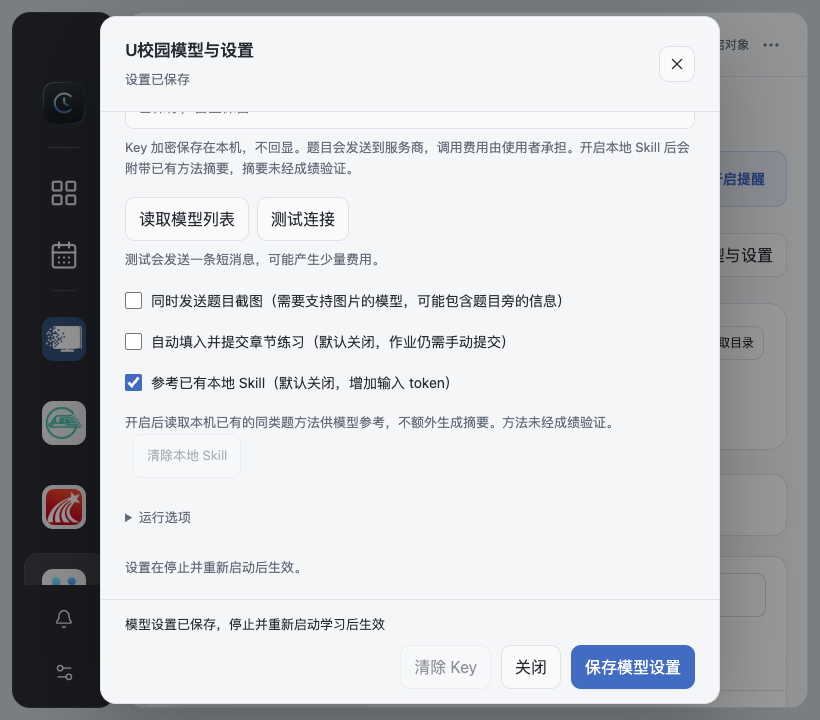 U校园模型与设置
设置已保存
启对象
Key 加密保存在本机，不回显。题目会发送到服务商，调用费用由使用者承担。开启本地 Skill 后会
附带已有方法摘要，摘要未经成绩验证。
开启提醒
读取模型列表
测试连接
型与设置
测试会发送一条短消息，可能产生少量费用。
同时发送题目截图（需要支持图片的模型，可能包含题目旁的信息）
自动填入并提交章节练习（默认关闭，作业仍需手动提交）
取目录
参考已有本地 Skill（默认关闭，增加输入 token）
开启后读取本机已有的同类题方法供模型参考，不额外生成摘要。方法未经成绩验证。
清除本地 Skill
运行选项
设置在停止并重新启动后生效。
模型设置已保存，停止并重新启动学习后生效
清除 Key
关闭
保存模型设置